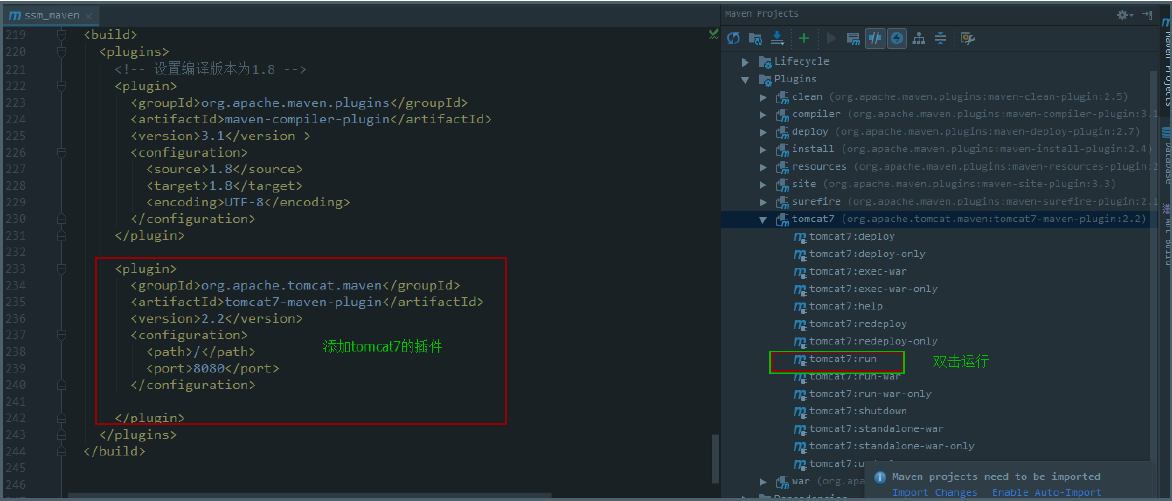 ssm_maven
219 <build>
220 <plugins>
221 <!-- 设置编译版本为1.8 -->
222 <plugin>
223 <groupId>org.apache.maven.plugins</groupId>
224 <artifactId>maven-compiler-plugin</artifactId>
225 <version>3.1</version >
226 <configuration>
227 <source>1.8</source>
228 <target>1.8</target>
229 <encoding>UTF-8</encoding>
230 </configuration>
231 </plugin>
232
233 <plugin>
234 <groupId>org.apache.tomcat.maven</groupId>
235 <artifactId>tomcat7-maven-plugin</artifactId>
236 <version>2.2</version>
237 <configuration>
238 <path>/</path>
239 <port>8080</port>
240 </configuration>
241
242 </plugin>
243 </plugins>
244 </build>
245
246
添加tomcat7的插件
Maven Projects
Lifecycle
Plugins
clean (org.apache.maven.plugins:maven-clean-plugin:2.5)
compiler (org.apache.maven.plugins:maven-compiler-plugin:3.1
deploy (org.apache.maven.plugins:maven-deploy-plugin:2.7)
install (org.apache.maven.plugins:maven-install-plugin:2.4)
resources (org.apache.maven.plugins:maven-resources-plugin:2
site (org.apache.maven.plugins:maven-site-plugin:3.3)
surefire (org.apache.maven.plugins:maven-surefire-plugin:2.1
tomcat7 (org.apache.tomcat.maven:tomcat7-maven-plugin:2.2)
tomcat7:deploy
tomcat7:deploy-only
tomcat7:exec-war
tomcat7:exec-war-only
tomcat7:help
tomcat7:redeploy
tomcat7:redeploy-only
tomcat7:run
双击运行
tomcat7:run-war
tomcat7:run-war-only
tomcat7:shutdown
tomcat7:standalone-war
tomcat7:standalone-war-only
war (org.apa
Maven projects need to be imported
Import Changes Enable Auto-Import
Maven Projects
Database